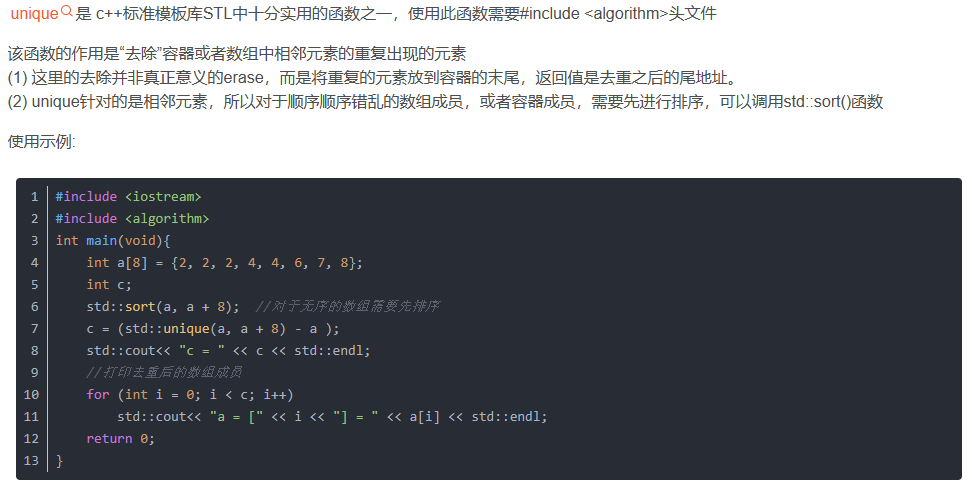 unique是 c++标准模板库STL中十分实用的函数之一，使用此函数需要#include <algorithm>头文件
该函数的作用是“去除”容器或者数组中相邻元素的重复出现的元素
(1) 这里的去除并非真正意义的erase，而是将重复的元素放到容器的末尾，返回值是去重之后的尾地址。
(2) unique针对的是相邻元素，所以对于顺序顺序错乱的数组成员，或者容器成员，需要先进行排序，可以调用std::sort()函数
使用示例:
1 #include <iostream>
2 #include <algorithm>
3 int main(void){
4     int a[8] = {2, 2, 2, 4, 4, 6, 7, 8};
5     int c;
6     std::sort(a, a + 8);  //对于无序的数组需要先排序
7     c = (std::unique(a, a + 8) - a );
8     std::cout<< "c = " << c << std::endl;
9     //打印去重后的数组成员
10     for (int i = 0; i < c; i++)
11         std::cout<< "a = [" << i << "] = " << a[i] << std::endl;
12     return 0;
13 }